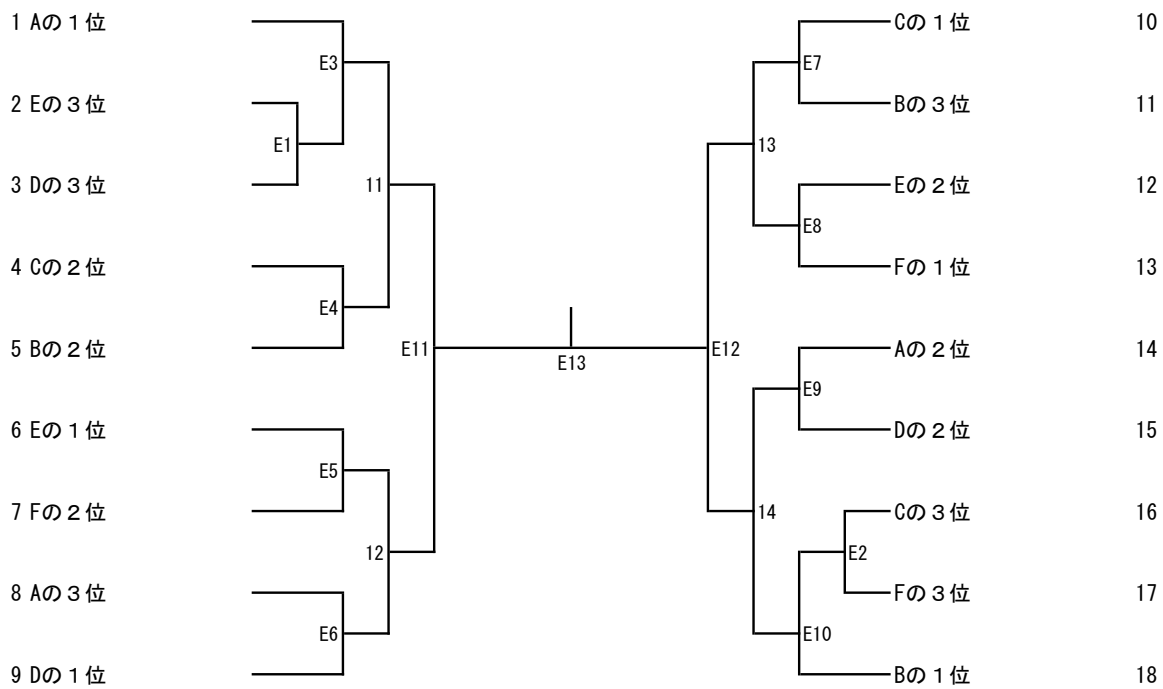 1 Aの１位 Cの１位 10
E3 E7
2 Eの３位 Bの３位 11
E1 13
3 Dの３位 11 Eの２位 12
E8
4 Cの２位 Fの１位 13
E4
5 Bの２位 E11 E12 Aの２位 14
E13
E9
6 Eの１位 Dの２位 15
E5
7 Fの２位 14 Cの３位 16
12 E2
8 Aの３位 Fの３位 17
E6 E10
9 Dの１位 Bの１位 18